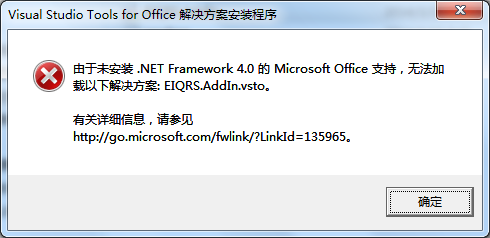 Visual Studio Tools for Office 解决方案安装程序
由于未安装 .NET Framework 4.0 的 Microsoft Office 支持，无法加
载以下解决方案: EIQRS.AddIn.vsto。
有关详细信息，请参见
http://go.microsoft.com/fwlink/?LinkId=135965。
确定